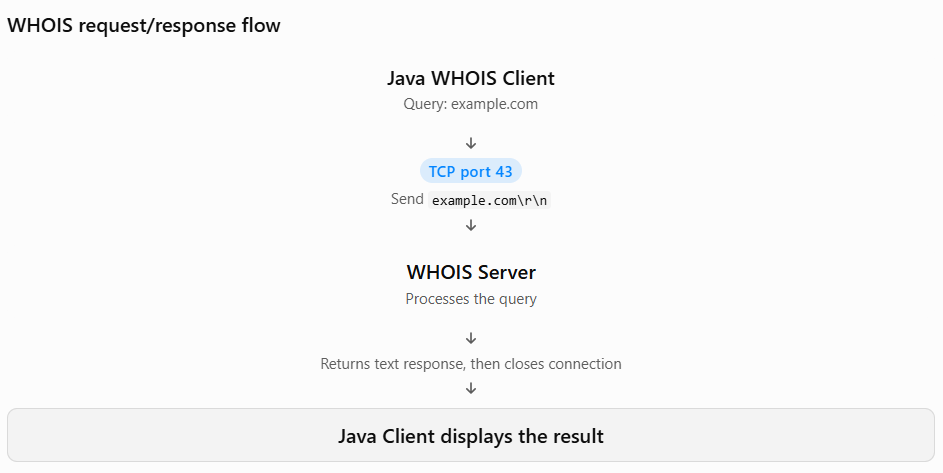 WHOIS request/response flow
Java WHOIS Client
Query: example.com
↓
TCP port 43
Send example.com\r\n
↓
WHOIS Server
Processes the query
↓
Returns text response, then closes connection
↓
Java Client displays the result